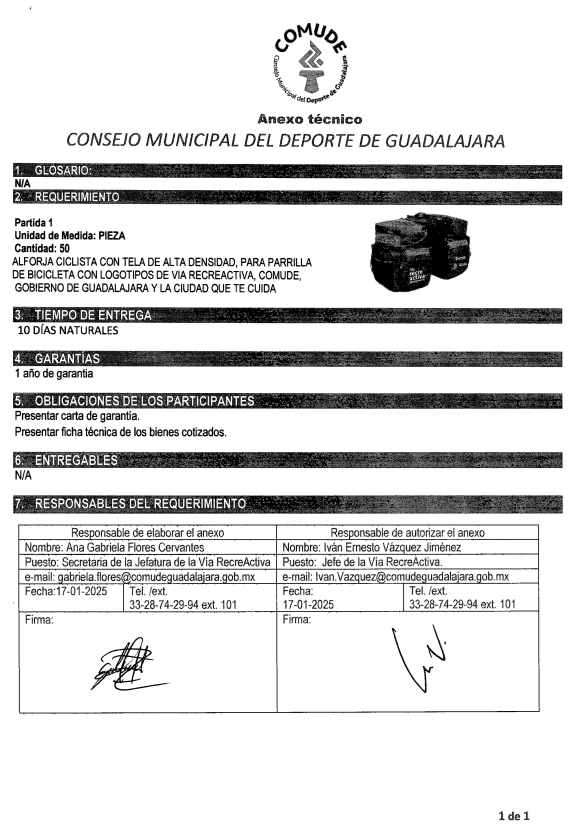 COMUDE
Consejo Municipal del Deporte de Guadalajara
Anexo técnico
CONSEJO MUNICIPAL DEL DEPORTE DE GUADALAJARA
1. GLOSARIO:
N/A
2. REQUERIMIENTO
Partida 1
Unidad de Medida: PIEZA
Cantidad: 50
ALFORJA CICLISTA CON TELA DE ALTA DENSIDAD, PARA PARRILLA
DE BICICLETA CON LOGOTIPOS DE VIA RECREACTIVA, COMUDE,
GOBIERNO DE GUADALAJARA Y LA CIUDAD QUE TE CUIDA
recre
activa
3. TIEMPO DE ENTREGA
10 DÍAS NATURALES
4. GARANTÍAS
1 año de garantia
5. OBLIGACIONES DE LOS PARTICIPANTES
Presentar carta de garantía.
Presentar ficha técnica de los bienes cotizados.
6. ENTREGABLES
N/A
7. RESPONSABLES DEL REQUERIMIENTO
Responsable de elaborar el anexo Responsable de autorizar el anexo
Nombre: Ana Gabriela Flores Cervantes Nombre: Iván Ernesto Vázquez Jiménez
Puesto: Secretaria de la Jefatura de la Vía RecreActiva Puesto: Jefe de la Vía RecreActiva.
e-mail: gabriela.flores@comudeguadalajara.gob.mx e-mail: Ivan.Vazquez@comudeguadalajara.gob.mx
Fecha:17-01-2025 Tel. /ext. Fecha: Tel. /ext.
33-28-74-29-94 ext. 101 17-01-2025 33-28-74-29-94 ext. 101
Firma: Firma:
1 de 1